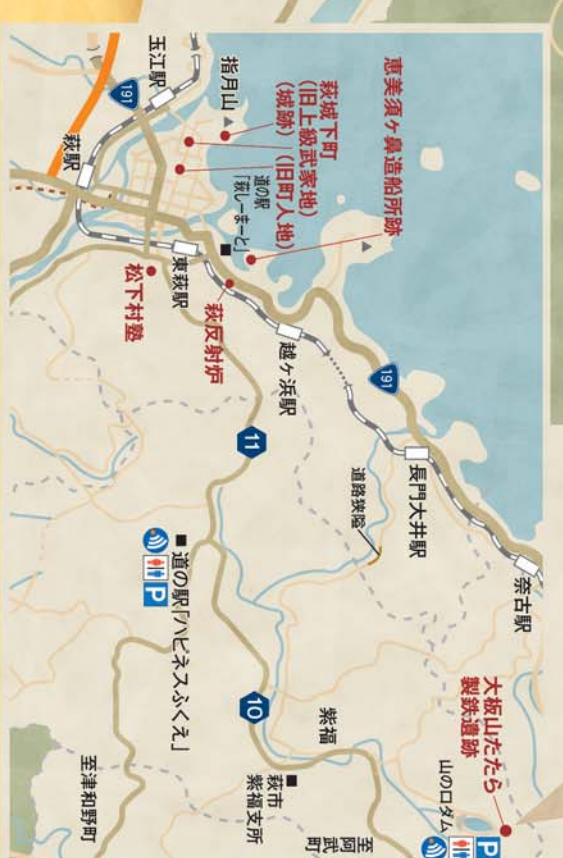 恵美須ヶ鼻造船所跡
萩城下町
(旧上級武家地)
(旧町人地)
(城跡)
指月山
玉江駅
191
萩駅
道の駅
「萩しーまーと」
東萩駅
松下村塾
萩反射炉
越ヶ浜駅
191
長門大井駅
奈古駅
道路狭隘
11
道の駅「ハピネスふくえ」
P
10
紫福
萩市
紫福支所
大板山たたら
製鉄遺跡
山の口ダム
P
至阿武町
至津和野町